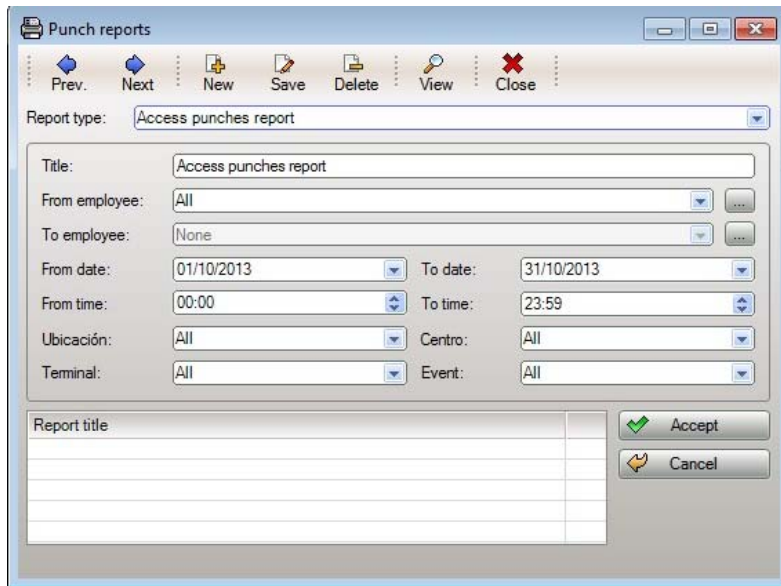 Punch reports
Prev. Next New Save Delete View Close
Report type: Access punches report
Title: Access punches report
From employee: All ...
To employee: None ...
From date: 01/10/2013 To date: 31/10/2013
From time: 00:00 To time: 23:59
Ubicación: All Centro: All
Terminal: All Event: All
Report title
Accept
Cancel